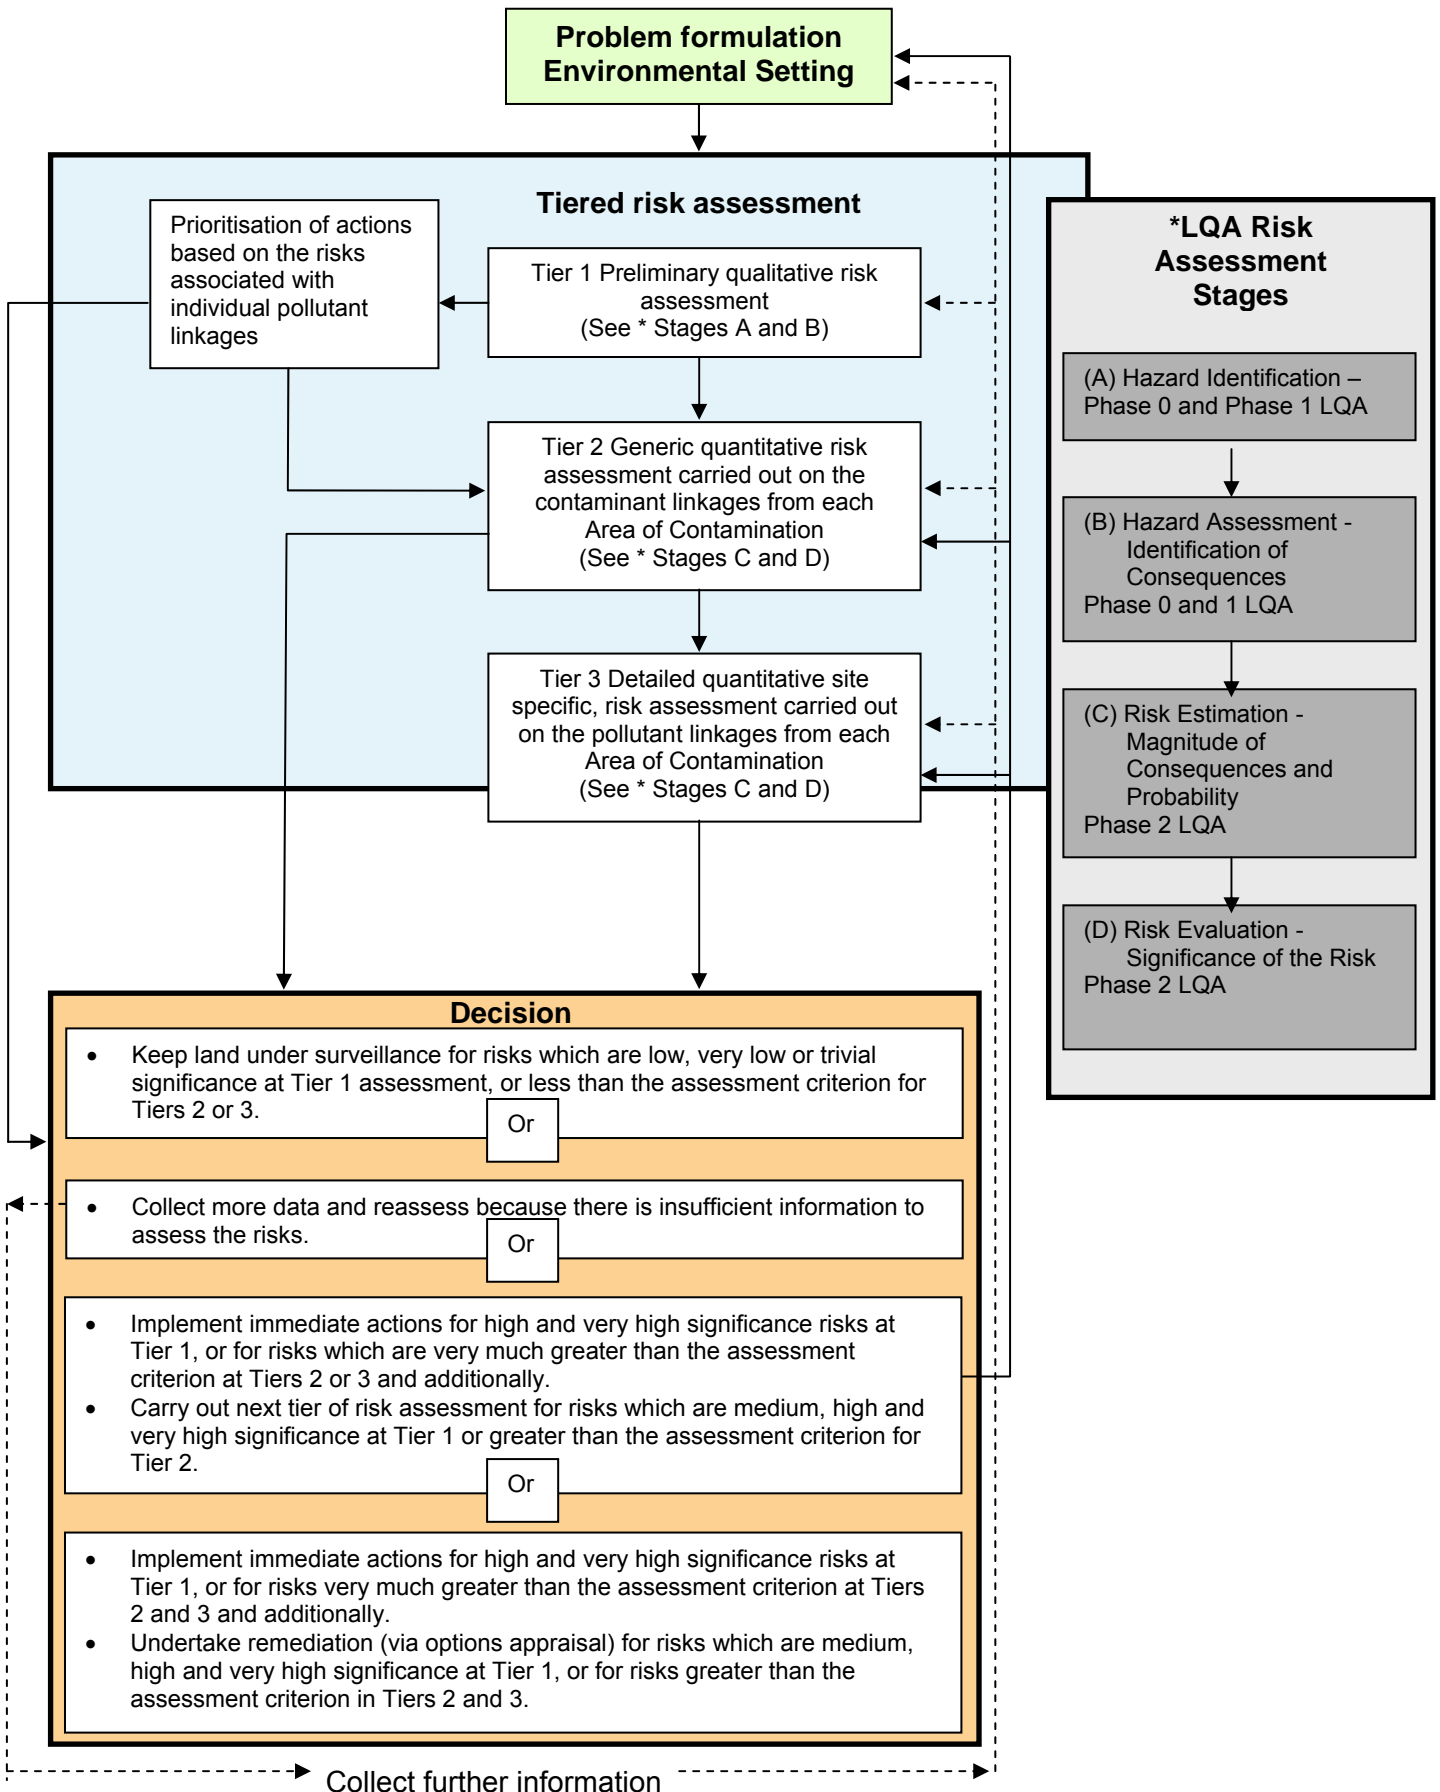 Problem formulation
Environmental Setting
Tiered risk assessment
Prioritisation of actions
based on the risks
associated with
individual pollutant
linkages
Tier 1 Preliminary qualitative risk
assessment
(See * Stages A and B)
Tier 2 Generic quantitative risk
assessment carried out on the
contaminant linkages from each
Area of Contamination
(See * Stages C and D)
Tier 3 Detailed quantitative site
specific, risk assessment carried out
on the pollutant linkages from each
Area of Contamination
(See * Stages C and D)
*LQA Risk
Assessment
Stages
(A) Hazard Identification –
Phase 0 and Phase 1 LQA
(B) Hazard Assessment -
Identification of
Consequences
Phase 0 and 1 LQA
(C) Risk Estimation -
Magnitude of
Consequences and
Probability
Phase 2 LQA
(D) Risk Evaluation -
Significance of the Risk
Phase 2 LQA
Decision
• Keep land under surveillance for risks which are low, very low or trivial
significance at Tier 1 assessment, or less than the assessment criterion for
Tiers 2 or 3.
Or
• Collect more data and reassess because there is insufficient information to
assess the risks.
Or
• Implement immediate actions for high and very high significance risks at
Tier 1, or for risks which are very much greater than the assessment
criterion at Tiers 2 or 3 and additionally.
• Carry out next tier of risk assessment for risks which are medium, high and
very high significance at Tier 1 or greater than the assessment criterion for
Tier 2.
Or
• Implement immediate actions for high and very high significance risks at
Tier 1, or for risks very much greater than the assessment criterion at Tiers
2 and 3 and additionally.
• Undertake remediation (via options appraisal) for risks which are medium,
high and very high significance at Tier 1, or for risks greater than the
assessment criterion in Tiers 2 and 3.
Collect further information